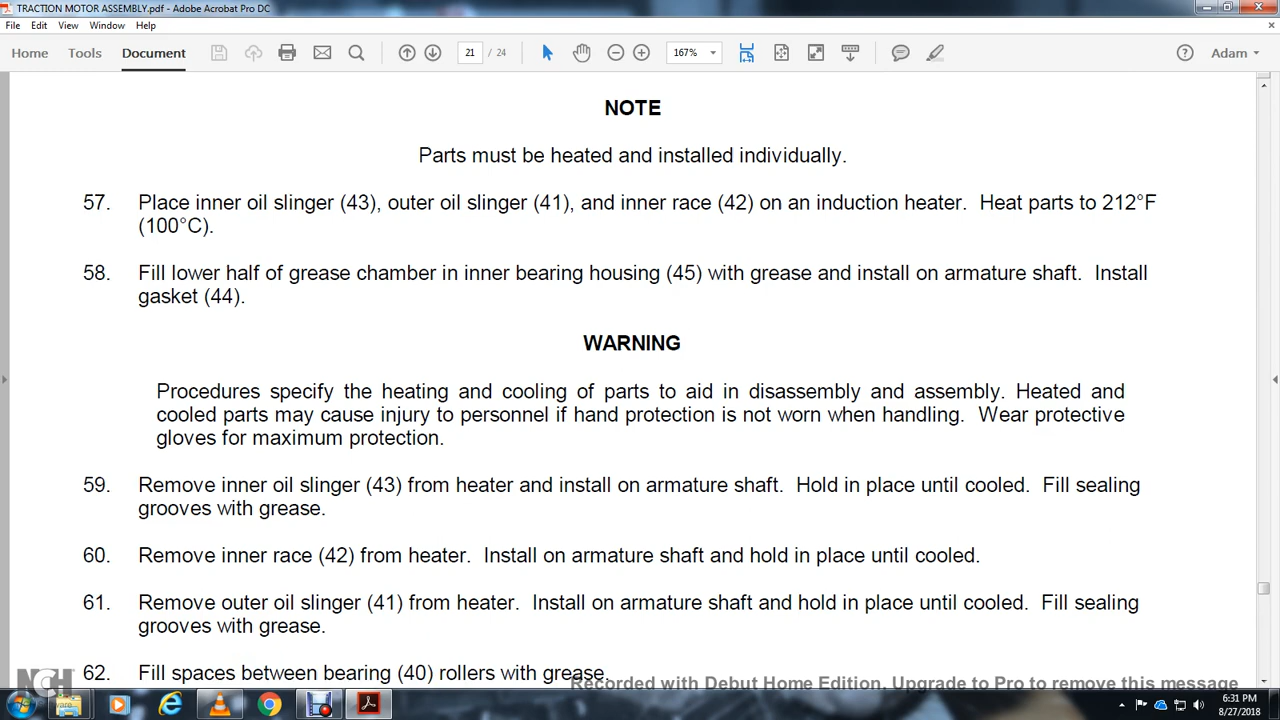 TRACTION MOTOR ASSEMBLY.pdf - Adobe Acrobat Pro DC
File Edit View Window Help
Home Tools Document 21 / 24 167% Adam
NOTE
Parts must be heated and installed individually.
57. Place inner oil slinger (43), outer oil slinger (41), and inner race (42) on an induction heater. Heat parts to 212°F
(100°C).
58. Fill lower half of grease chamber in inner bearing housing (45) with grease and install on armature shaft. Install
gasket (44).
WARNING
Procedures specify the heating and cooling of parts to aid in disassembly and assembly. Heated and
cooled parts may cause injury to personnel if hand protection is not worn when handling. Wear protective
gloves for maximum protection.
59. Remove inner oil slinger (43) from heater and install on armature shaft. Hold in place until cooled. Fill sealing
grooves with grease.
60. Remove inner race (42) from heater. Install on armature shaft and hold in place until cooled.
61. Remove outer oil slinger (41) from heater. Install on armature shaft and hold in place until cooled. Fill sealing
grooves with grease.
62. Fill spaces between bearing (40) rollers with grease.
NCH
Recorded with Debut Home Edition. Upgrade to Pro to remove this message
6:31 PM
8/27/2018